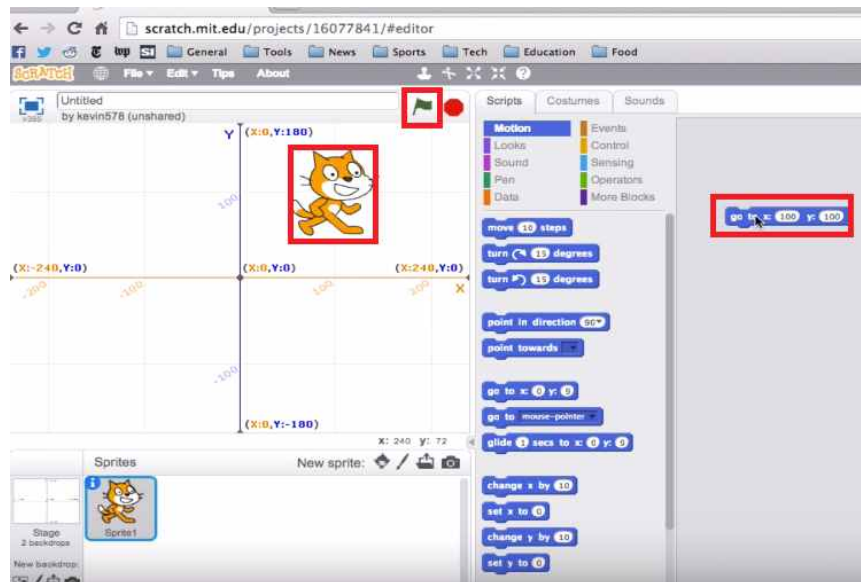 scratch.mit.edu/projects/16077841/#editor
General Tools News Sports Tech Education Food
SCRATCH File Edit Tips About
Untitled
by kevin578 (unshared)
Scripts Costumes Sounds
Motion Events
Looks Control
Sound Sensing
Pen Operators
Data More Blocks
Y (X:0,Y:180)
100
(X:-240,Y:0) (X:0,Y:0) (X:240,Y:0)
-200 -100 100 200 X
-100
(X:0,Y:-180)
X: 240 Y: 72
go to x: 100 y: 100
move 10 steps
turn 15 degrees
turn 15 degrees
point in direction 90
point towards
go to x: 0 y: 0
go to mouse-pointer
glide 1 secs to x: 0 y: 0
change x by 10
set x to 0
change y by 10
set y to 0
Sprites New sprite:
Stage
2 backdrops
Sprite1
New backdrop: